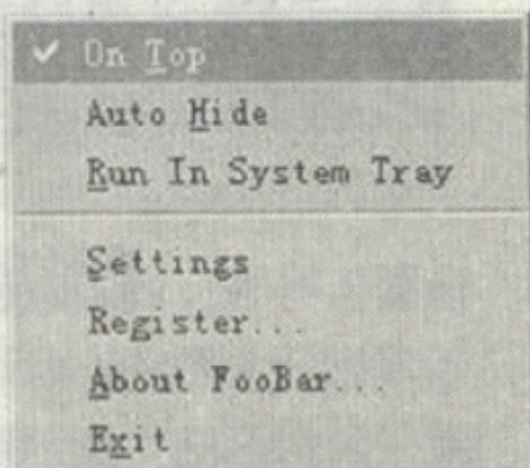 On Top
Auto Hide
Run In System Tray
Settings
Register...
About FooBar...
Exit